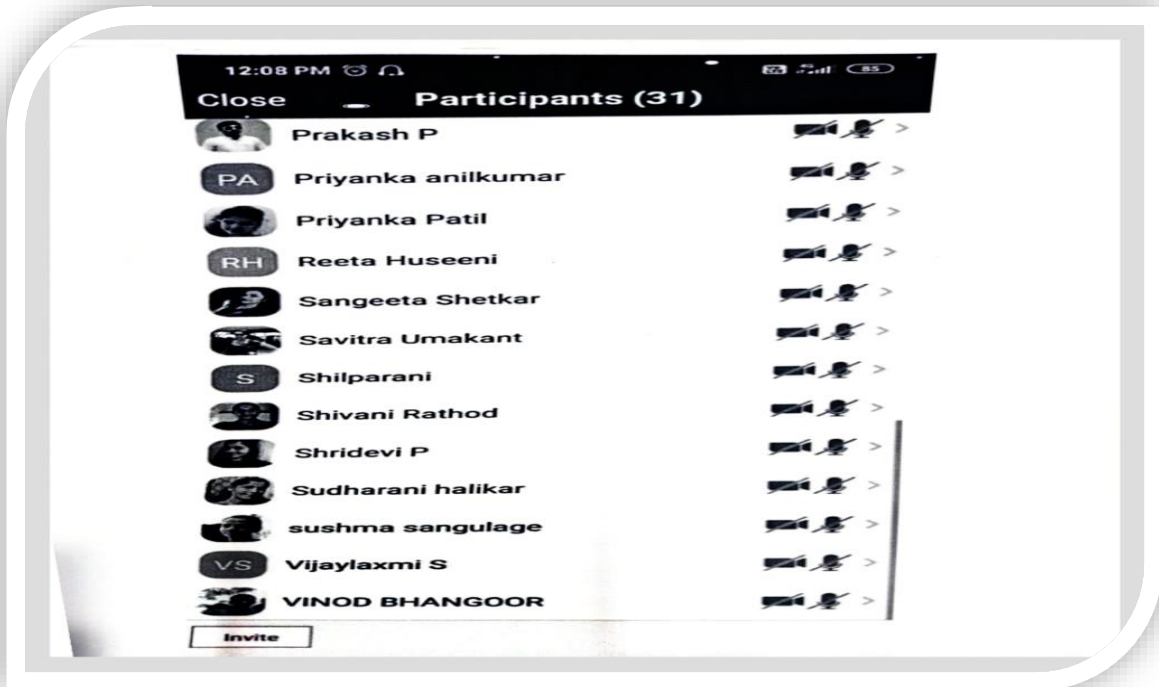 12:08 PM 85
Close Participants (31)
Prakash P
PA Priyanka anilkumar
Priyanka Patil
RH Reeta Huseeni
Sangeeta Shetkar
Savitra Umakant
S Shilparani
Shivani Rathod
Shridevi P
Sudharani halikar
sushma sangulage
VS Vijaylaxmi S
VINOD BHANGOOR
Invite